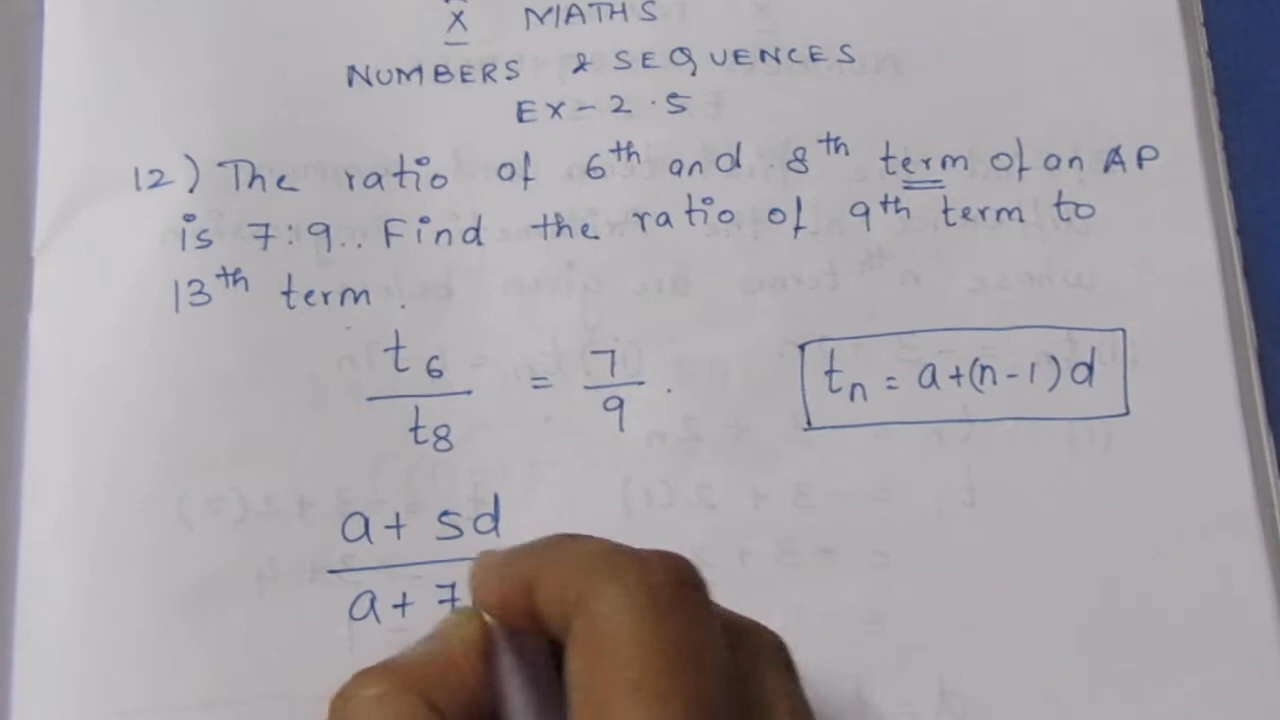 X MATHS
NUMBERS & SEQUENCES
Ex-2.5
12) The ratio of 6th and 8th term of an AP
is 7:9.. Find the ratio of 9th term to
13th term.
t6
t8
= 7
9 .
tn = a+(n-1)d
a+ 5d
a+ 7